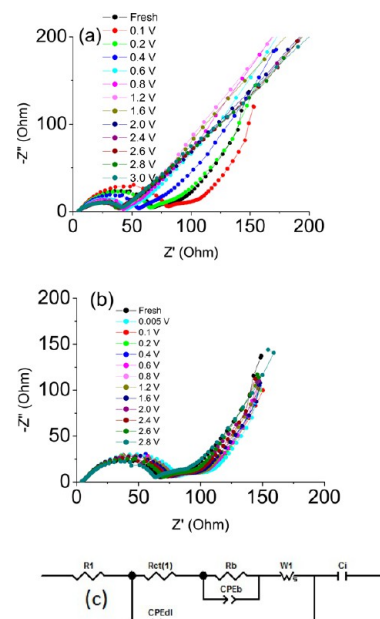 (a)
Fresh
0.1 V
0.2 V
0.4 V
0.6 V
0.8 V
1.2 V
1.6 V
2.0 V
2.4 V
2.6 V
2.8 V
3.0 V
-Z" (Ohm)
200
100
0
0 50 100 150 200
Z' (Ohm)
(b)
Fresh
0.005 V
0.1 V
0.2 V
0.4 V
0.6 V
0.8 V
1.2 V
1.6 V
2.0 V
2.4 V
2.6 V
2.8 V
-Z" (Ohm)
200
150
100
50
0
0 50 100 150 200
Z' (Ohm)
R1 Rct(1) Rb W1 Ci
CPEb
(c) CPEdl